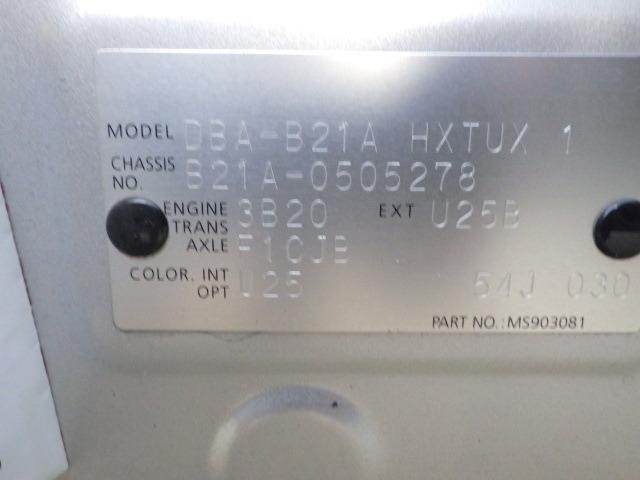 MODEL DBA-B21A HXTUX 1
CHASSIS NO. B21A-0505278
ENGINE 3B20 EXT U25B
TRANS AXLE F1CJB
COLOR. INT OPT U25 54J 030
PART NO.: MS903081